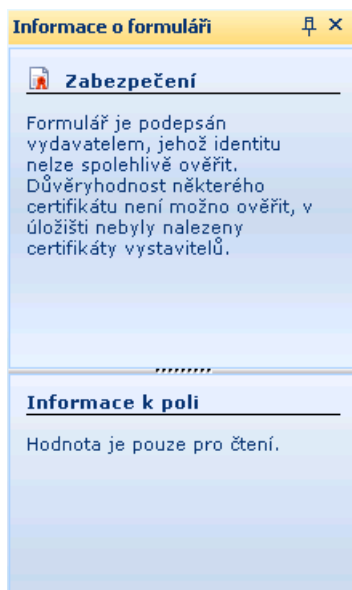 Informace o formuláři
Zabezpečení
Formulář je podepsán
vydavatelem, jehož identitu
nelze spolehlivě ověřit.
Důvěryhodnost některého
certifikátu není možno ověřit, v
úložišti nebyly nalezeny
certifikáty vystavitelů.
Informace k poli
Hodnota je pouze pro čtení.